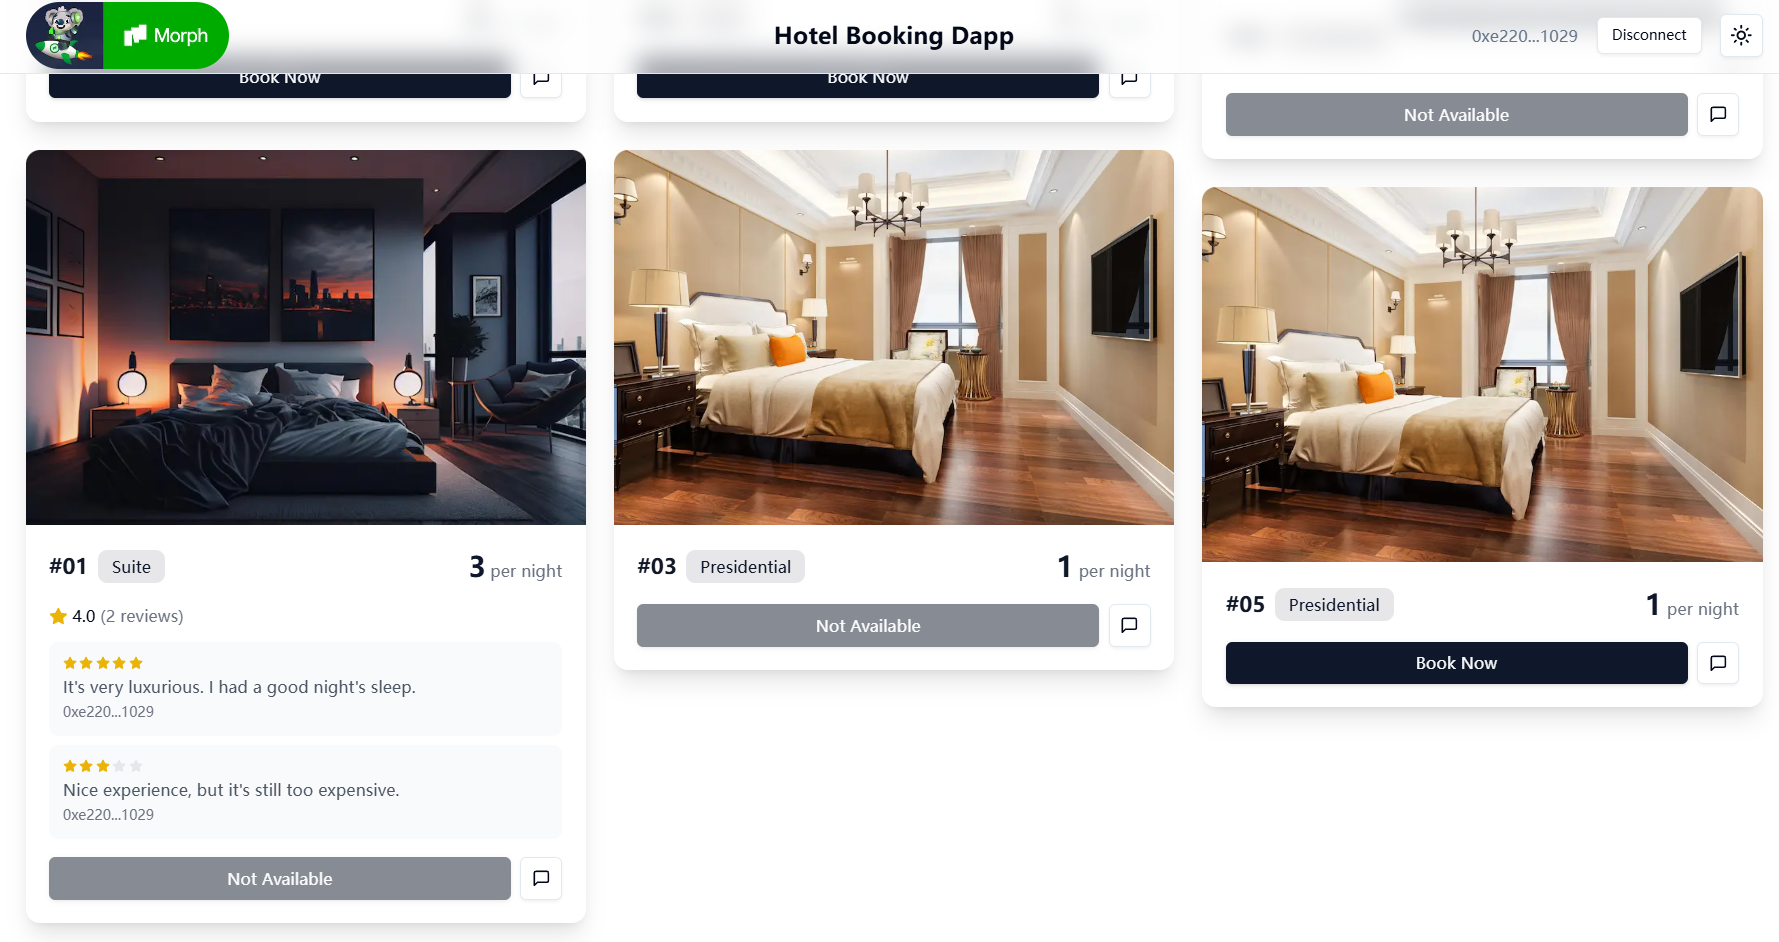 Morph
Hotel Booking Dapp
0xe220...1029
Disconnect
Book Now
Book Now
Not Available
#01
Suite
3 per night
4.0 (2 reviews)
It's very luxurious. I had a good night's sleep.
0xe220...1029
Nice experience, but it's still too expensive.
0xe220...1029
Not Available
#03
Presidential
1 per night
Not Available
#05
Presidential
1 per night
Book Now